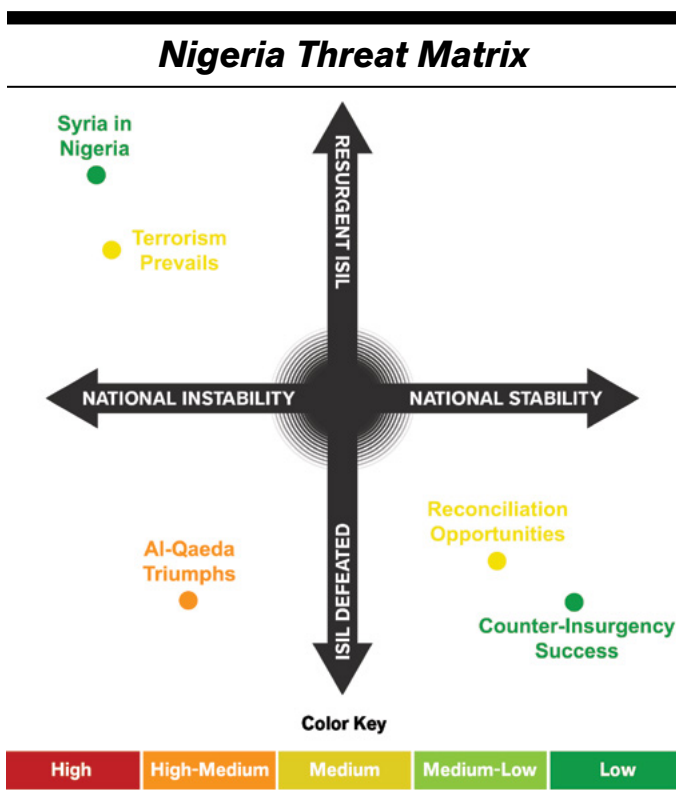 Nigeria Threat Matrix
Syria in
Nigeria
Terrorism
Prevails
RESURGENT ISIL
NATIONAL INSTABILITY
NATIONAL STABILITY
Reconciliation
Opportunities
Al-Qaeda
Triumphs
ISIL DEFEATED
Counter-Insurgency
Success
Color Key
High
High-Medium
Medium
Medium-Low
Low